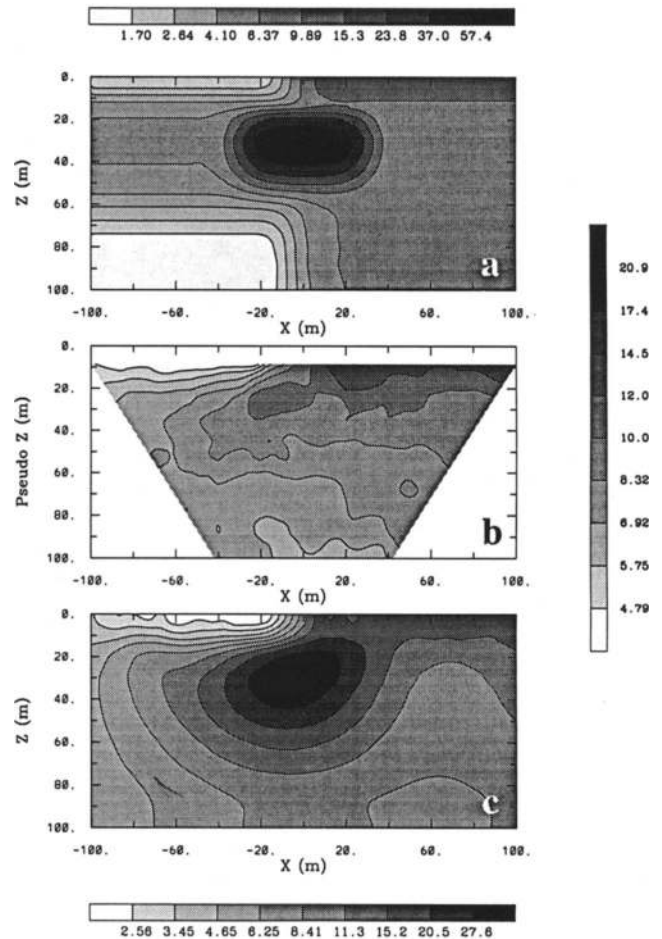 1.70 2.64 4.10 6.37 9.89 15.3 23.8 37.0 57.4
0.
20.
40.
60.
80.
100.
Z (m)
a
-100. -60. -20. 20. 60. 100.
X (m)
0.
20.
40.
60.
80.
100.
Pseudo Z (m)
b
-100. -60. -20. 20. 60. 100.
X (m)
20.9
17.4
14.5
12.0
10.0
8.32
6.92
5.75
4.79
0.
20.
40.
60.
80.
100.
Z (m)
c
-100. -60. -20. 20. 60. 100.
X (m)
2.56 3.45 4.65 6.25 8.41 11.3 15.2 20.5 27.6